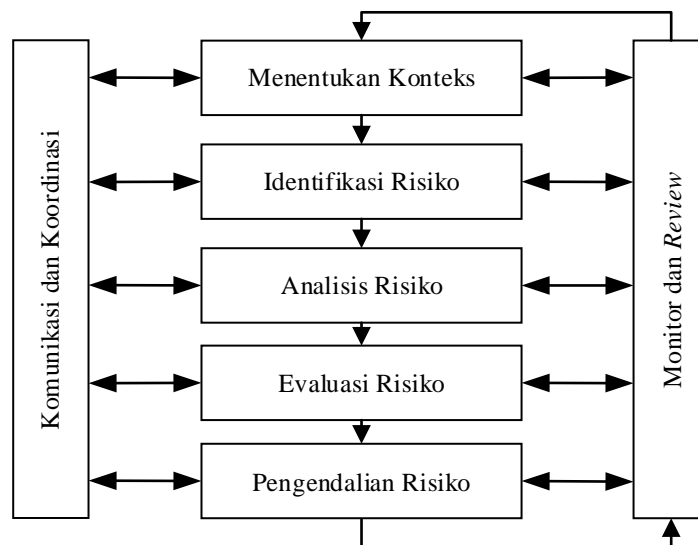 Komunikasi dan Koordinasi
Menentukan Konteks
Identifikasi Risiko
Analisis Risiko
Evaluasi Risiko
Pengendalian Risiko
Monitor dan Review